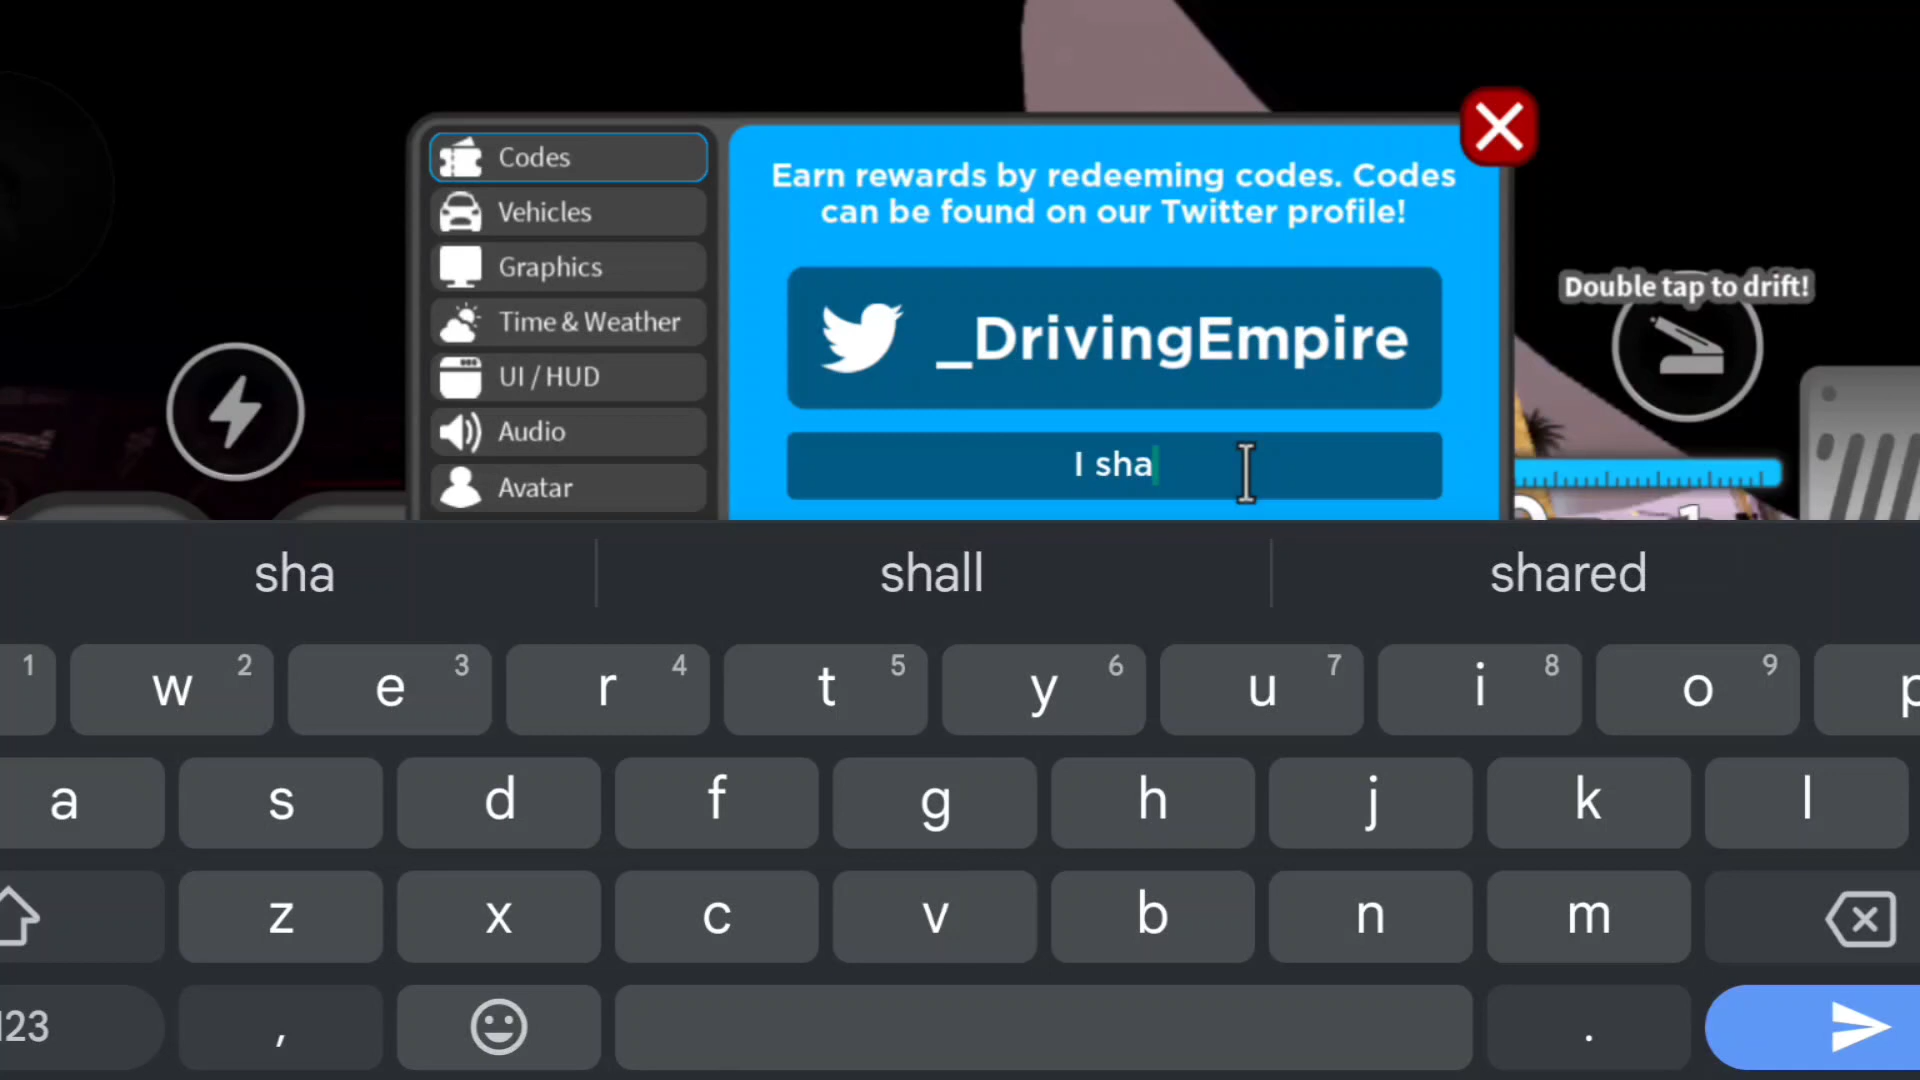 Codes
Vehicles
Graphics
Time & Weather
UI / HUD
Audio
Avatar
Earn rewards by redeeming codes. Codes
can be found on our Twitter profile!
_DrivingEmpire
I sha
Double tap to drift!
sha shall shared
1 w 2 e 3 r 4 t 5 y 6 u 7 i 8 o 9 p
a s d f g h j k l
z x c v b n m
123 , .